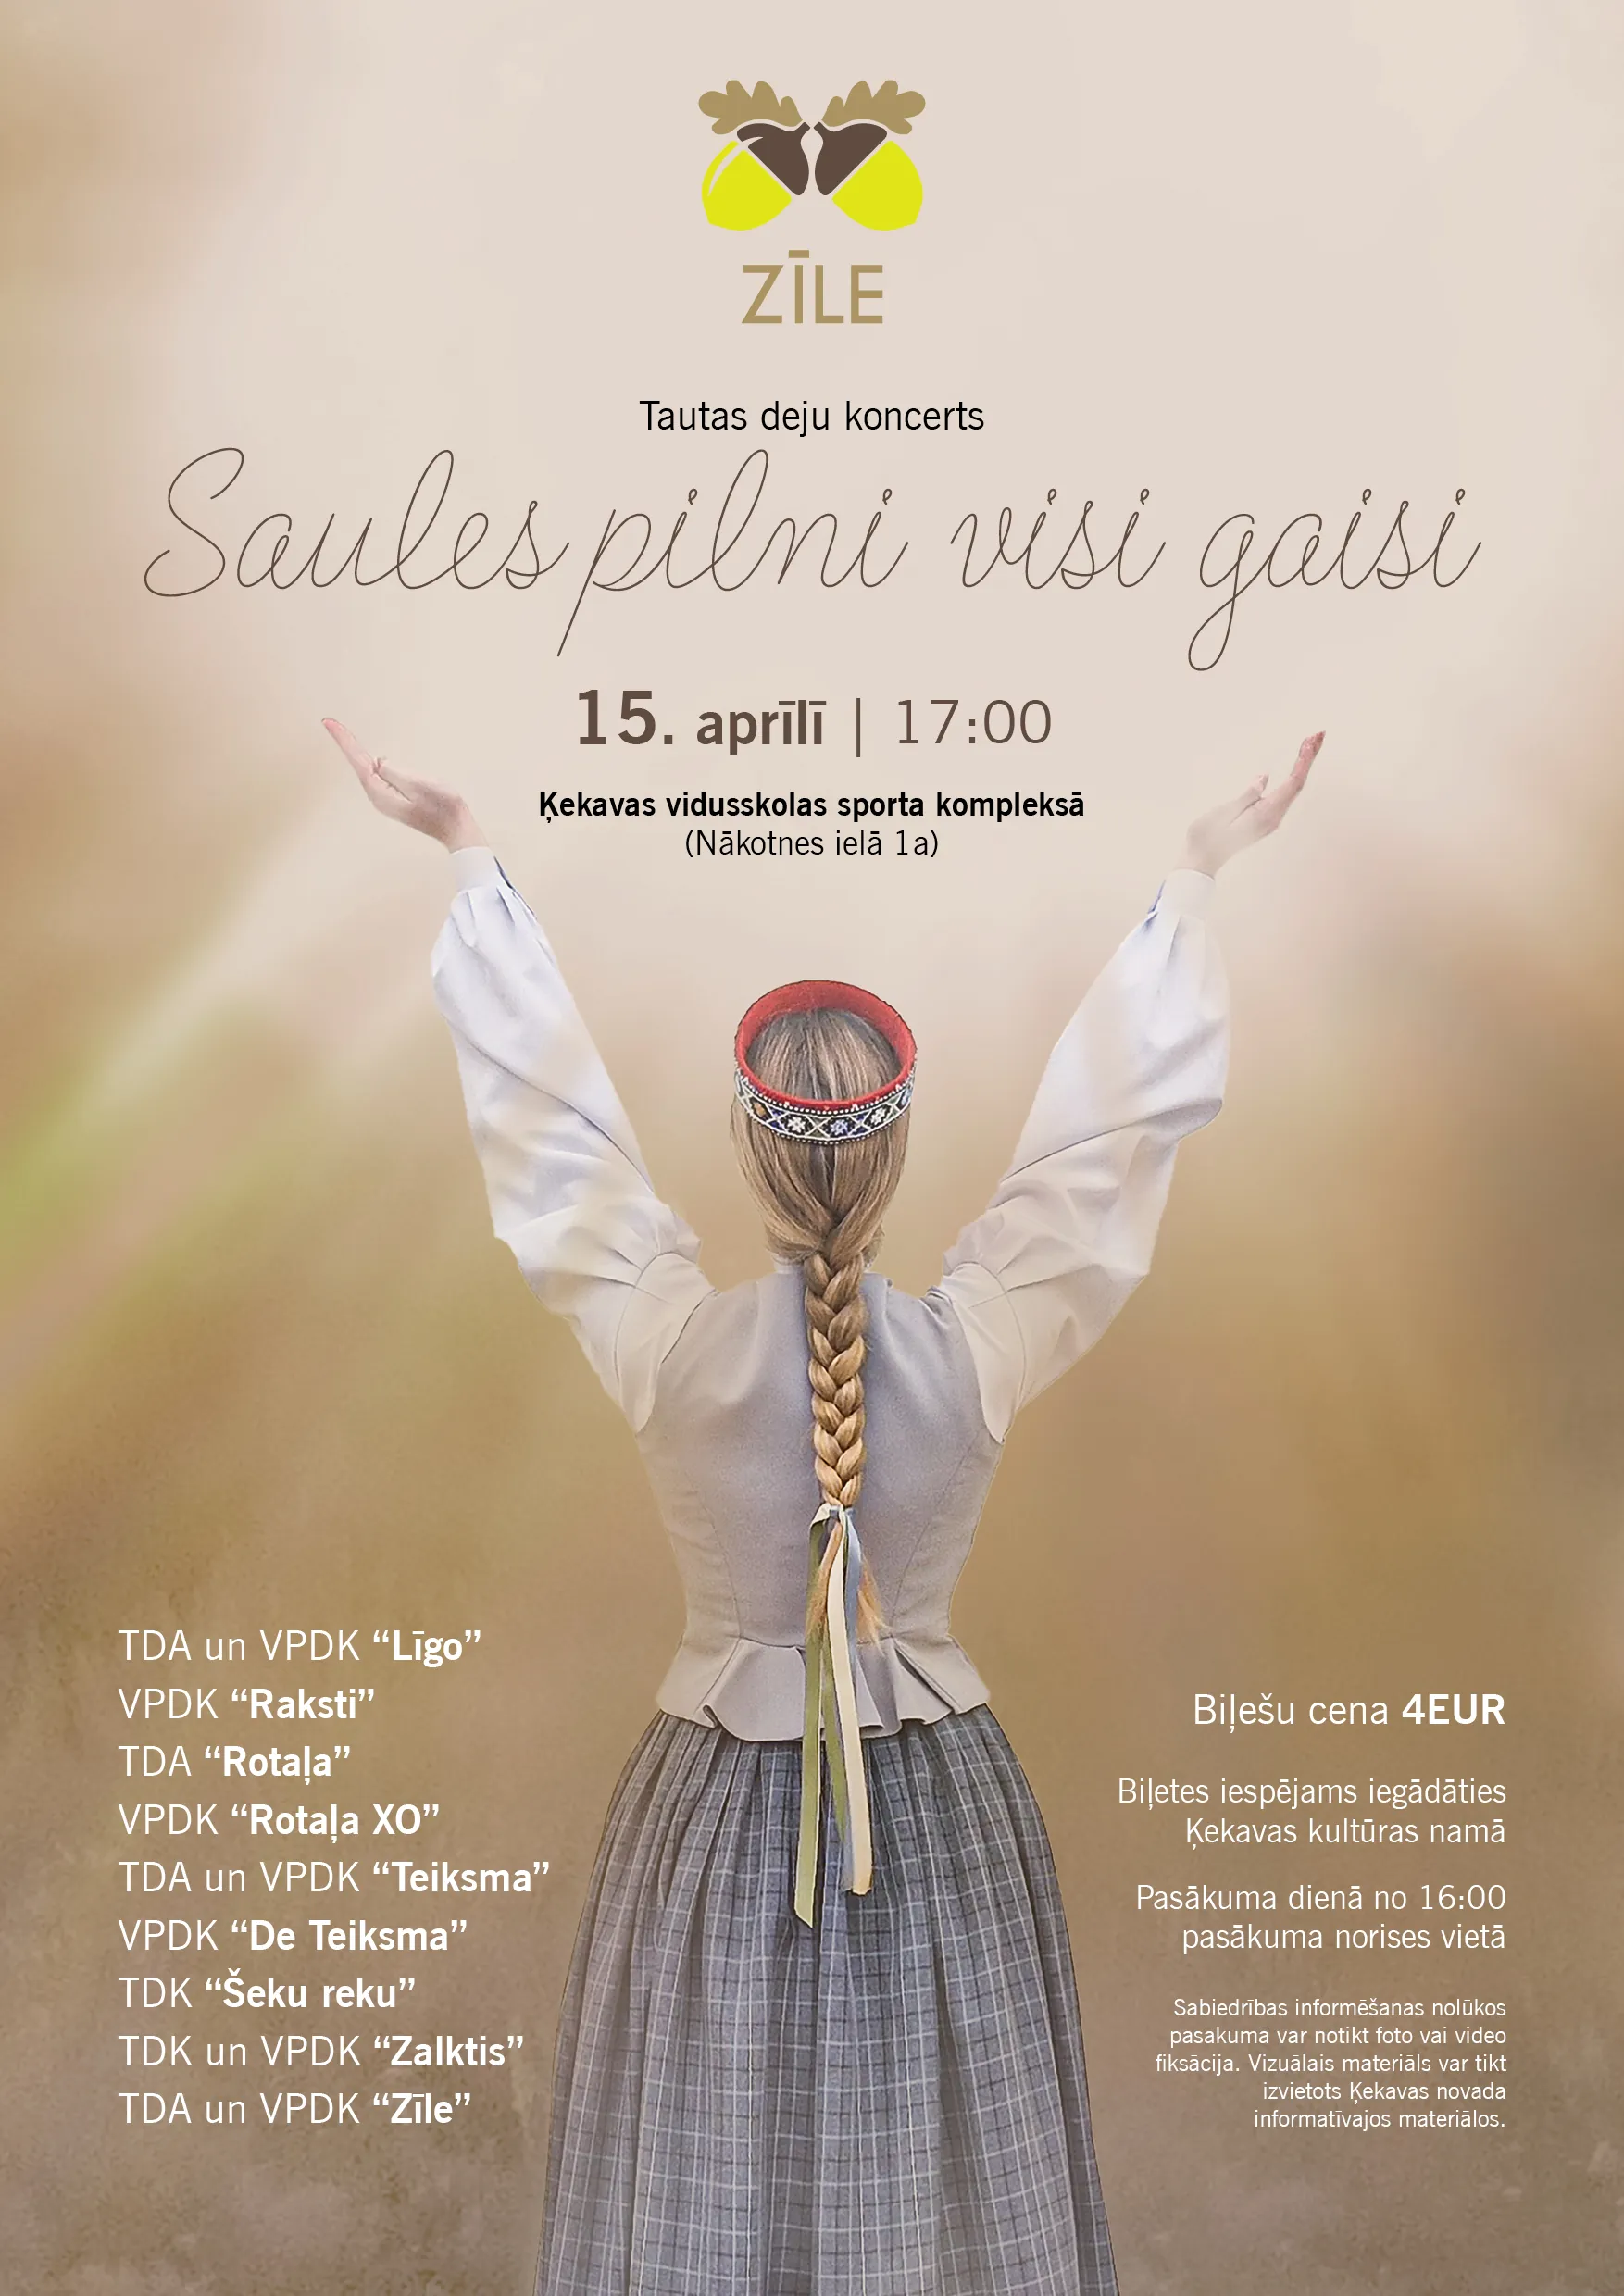 ZĪLE
Tautas deju koncerts
Saules pilni visi gaisi
15. aprīlī | 17:00
Ķekavas vidusskolas sporta kompleksā
(Nākotnes ielā 1a)
TDA un VPDK “Līgo”
VPDK “Raksti”
TDA “Rotaļa”
VPDK “Rotaļa XO”
TDA un VPDK “Teiksma”
VPDK “De Teiksma”
TDK “Šeku reku”
TDK un VPDK “Zalktis”
TDA un VPDK “Zīle”
Biļešu cena 4EUR
Biļetes iespējams iegādāties
Ķekavas kultūras namā
Pasākuma dienā no 16:00
pasākuma norises vietā
Sabiedrības informēšanas nolūkos
pasākumā var notikt foto vai video
fiksācija. Vizuālais materiāls var tikt
izvietots Ķekavas novada
informatīvajos materiālos.